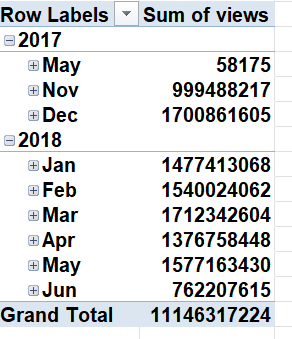 Row Labels Sum of views
2017
May 58175
Nov 999488217
Dec 1700861605
2018
Jan 1477413068
Feb 1540024062
Mar 1712342604
Apr 1376758448
May 1577163430
Jun 762207615
Grand Total 11146317224